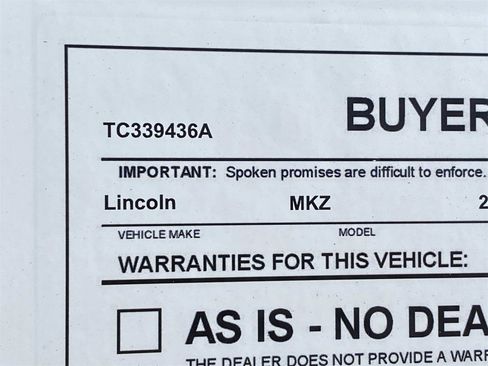 BUYER
TC339436A
IMPORTANT: Spoken promises are difficult to enforce.
Lincoln MKZ 2
VEHICLE MAKE MODEL
WARRANTIES FOR THIS VEHICLE:
AS IS - NO DEA
THE DEALER DOES NOT PROVIDE A WARR